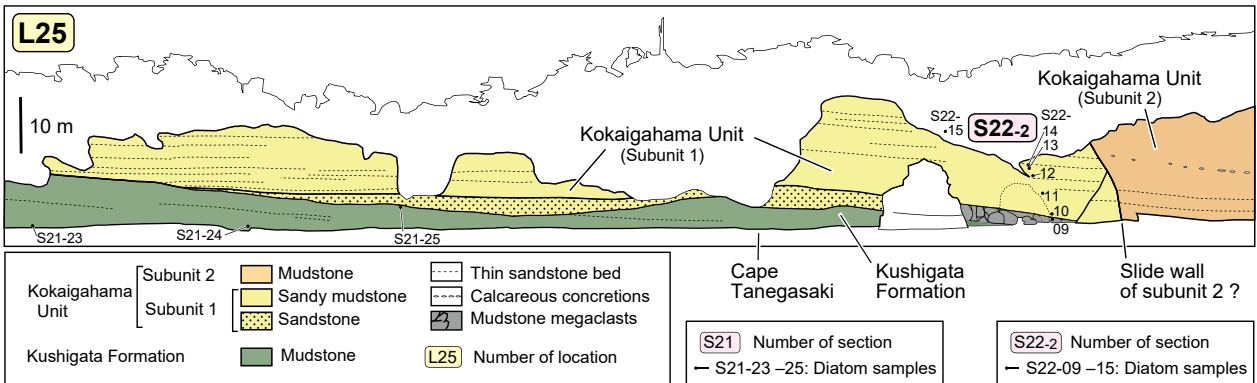 L25
10 m
Kokaigahama Unit
(Subunit 1)
Kokaigahama Unit
(Subunit 2)
S22-
15
S22-2
S22-
14
13
12
11
10
09
S21-23
S21-24
S21-25
Cape
Tanegasaki
Kushigata
Formation
Slide wall
of subunit 2 ?
Kokaigahama
Unit
Subunit 2
Subunit 1
Mudstone
Sandy mudstone
Sandstone
Kushigata Formation
Mudstone
Thin sandstone bed
Calcareous concretions
Mudstone megaclasts
L25 Number of location
S21 Number of section
S21-23 –25: Diatom samples
S22-2 Number of section
S22-09 –15: Diatom samples